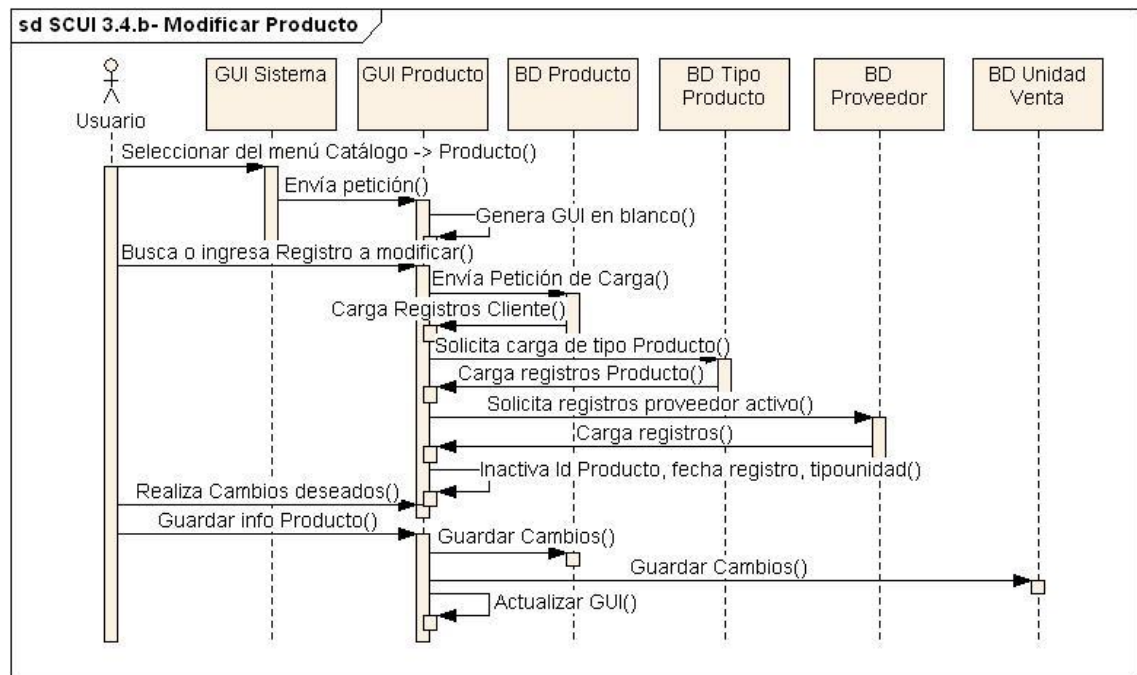 sd SCUI 3.4.b- Modificar Producto
Usuario
GUI Sistema
GUI Producto
BD Producto
BD Tipo
Producto
BD
Proveedor
BD Unidad
Venta
Seleccionar del menú Catálogo -> Producto()
Envía petición()
Genera GUI en blanco()
Busca o ingresa Registro a modificar()
Envía Petición de Carga()
Carga Registros Cliente()
Solicita carga de tipo Producto()
Carga registros Producto()
Solicita registros proveedor activo()
Carga registros()
Inactiva Id Producto, fecha registro, tipounidad()
Realiza Cambios deseados()
Guardar info Producto()
Guardar Cambios()
Guardar Cambios()
Actualizar GUI()